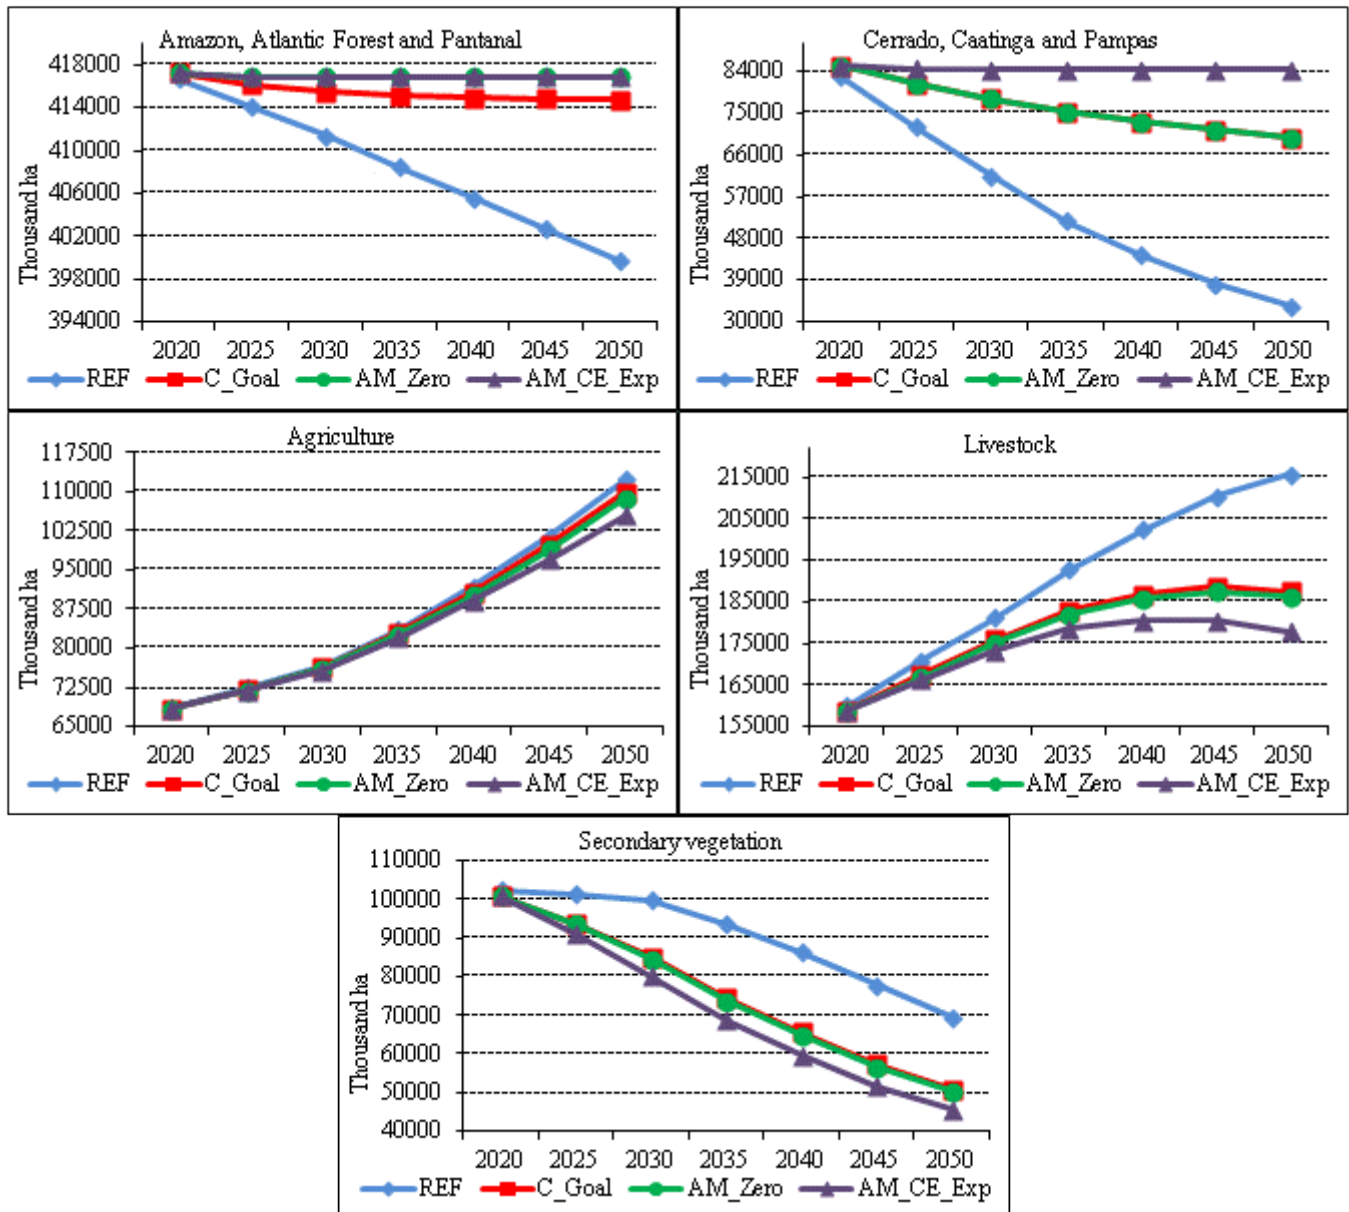 Amazon, Atlantic Forest and Pantanal
Thousand ha
418000
414000
410000
406000
402000
398000
394000
2020 2025 2030 2035 2040 2045 2050
REF C_Goal AM_Zero AM_CE_Exp
Cerrado, Caatinga and Pampas
Thousand ha
84000
75000
66000
57000
48000
39000
30000
2020 2025 2030 2035 2040 2045 2050
REF C_Goal AM_Zero AM_CE_Exp
Agriculture
Thousand ha
117500
110000
102500
95000
87500
80000
72500
65000
2020 2025 2030 2035 2040 2045 2050
REF C_Goal AM_Zero AM_CE_Exp
Livestock
Thousand ha
215000
205000
195000
185000
175000
165000
155000
2020 2025 2030 2035 2040 2045 2050
REF C_Goal AM_Zero AM_CE_Exp
Secondary vegetation
Thousand ha
110000
100000
90000
80000
70000
60000
50000
40000
2020 2025 2030 2035 2040 2045 2050
REF C_Goal AM_Zero AM_CE_Exp